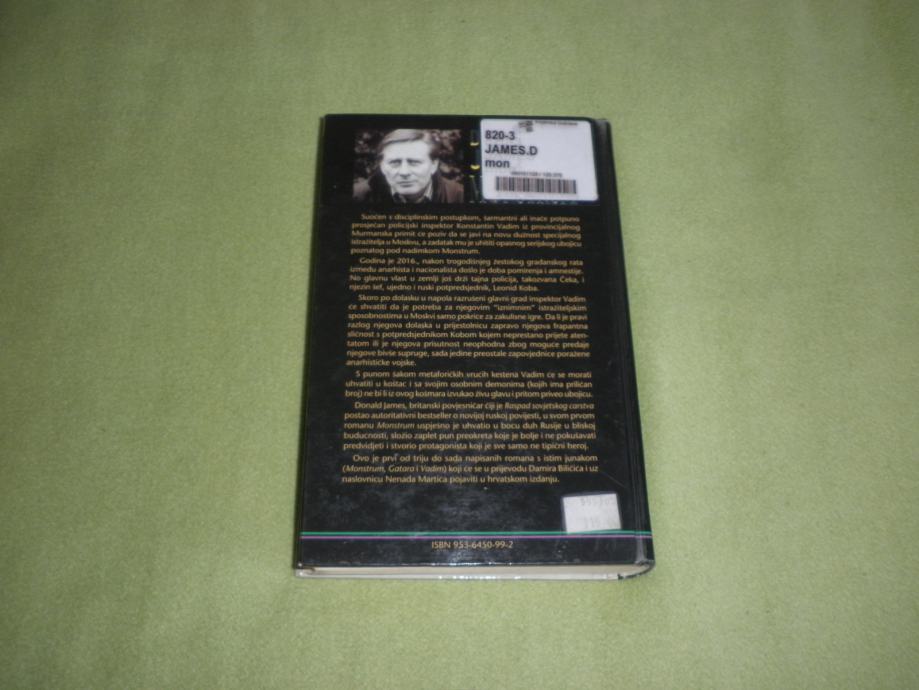 820-3
JAMES.D
mon
Suočen s disciplinskim postupkom, šarmantni ali inače potpuno
prosječan policijski inspektor Konstantin Vadim iz provincijalnog
Murmanska primit će poziv da se javi na novu dužnost specijalnog
istražitelja u Moskvu, a zadatak mu je uhititi opasnog serijskog ubojicu
poznatog pod nadimkom Monstrum.
Godina je 2016., nakon trogodišnjeg žestokog građanskog rata
između anarhista i nacionalista došlo je doba pomirenja i amnestije.
No glavnu vlast u zemlji još drži tajna policija, takozvana Čeka, i
njezin šef, ujedno i ruski potpredsjednik, Leonid Koba.
Skoro po dolasku u napola razrušeni glavni grad inspektor Vadim
će shvatiti da je potreba za njegovim "iznimnim" istražiteljskim
sposobnostima u Moskvi samo pokriće za zakulisne igre. Da li je pravi
razlog njegova dolaska u prijestolnicu zapravo njegova frapantna
sličnost s potpredsjednikom Kobom kojem neprestano prijete aten-
tatom ili je njegova prisutnost neophodna zbog moguće predaje
njegove bivše supruge, sada jedine preostale zapovjednice poražene
anarhističke vojske.
S punom šakom metaforičkih vrućih kestena Vadim će se morati
uhvatiti u koštac i sa svojim osobnim demonima (kojih ima priličan
broj) ne bi li iz ovog košmara izvukao živu glavu i pritom priveo ubojicu.
Donald James, britanski povjesničar čiji je Raspad sovjetskog carstva
postao autoritativni bestseller o novijoj ruskoj povijesti, u svom prvom
romanu Monstrum uspješno je uhvatio u bocu duh Rusije u bliskoj
budućnosti, složio zaplet pun preokreta koje je bolje i ne pokušavati
predvidjeti i stvorio protagonista koji je sve samo ne tipični heroj.
Ovo je prvi od triju do sada napisanih romana s istim junakom
(Monstrum, Gatara i Vadim) koji će se u prijevodu Damira Biličića i uz
naslovnicu Nenada Martića pojaviti u hrvatskom izdanju.
ISBN 953-6450-99-2